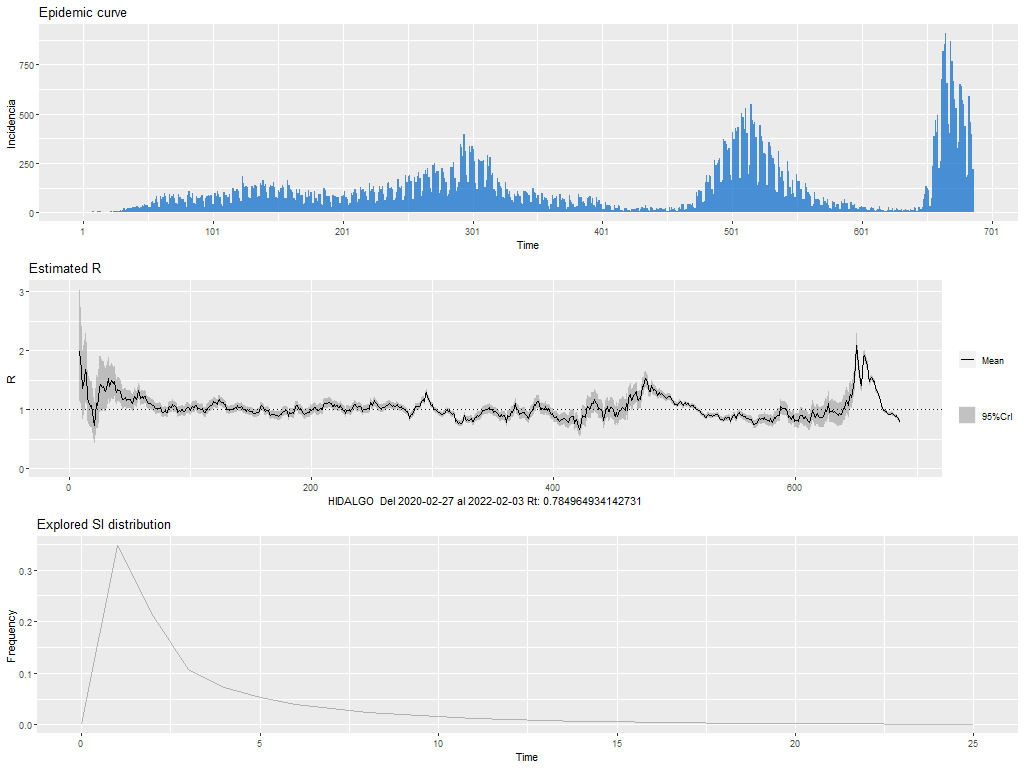 Epidemic curve
Incidencia
750
500
250
0
1 101 201 301 401 501 601 701
Time
Estimated R
R
3
2
1
0
0 200 400 600
HIDALGO Del 2020-02-27 al 2022-02-03 Rt: 0.784964934142731
Mean
95%CrI
Explored SI distribution
Frequency
0.3
0.2
0.1
0.0
0 5 10 15 20 25
Time